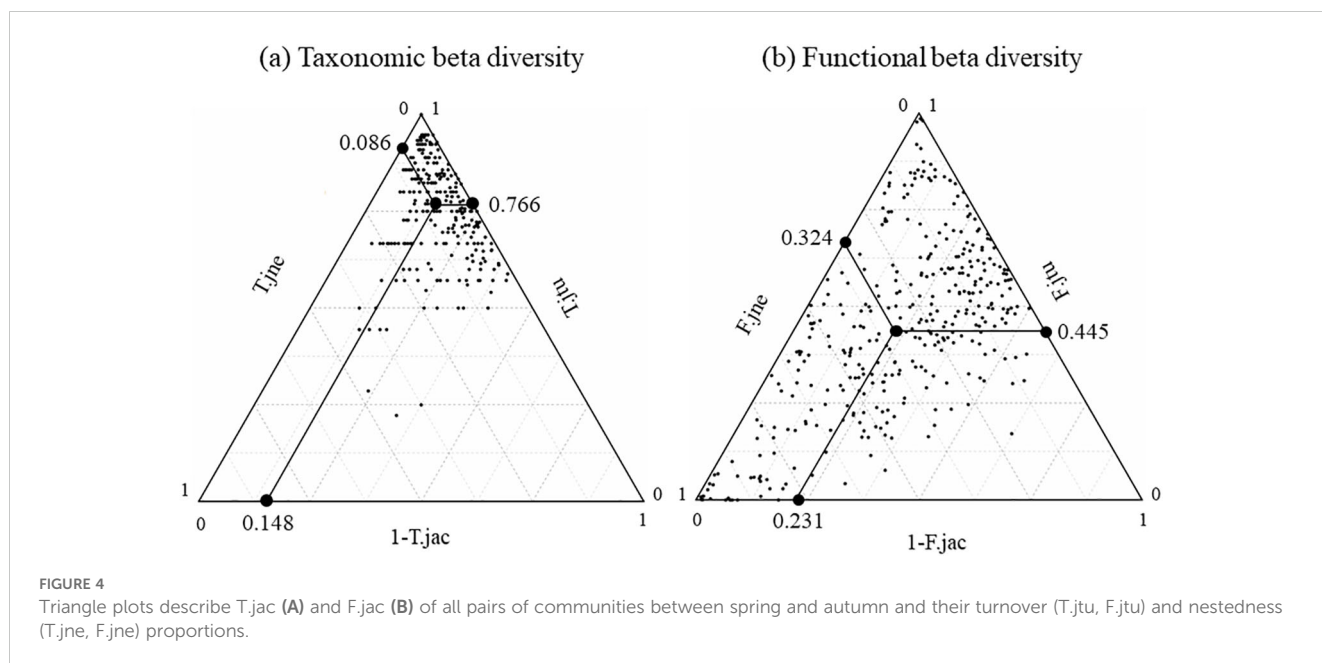 (a) Taxonomic beta diversity
(b) Functional beta diversity
0 1
0.086
0.766
T.jne
T.jtu
1 0
0 0.148 1
1-T.jac
0 1
0.324
0.445
F.jne
F.jtu
1 0
0 0.231 1
1-F.jac
FIGURE 4
Triangle plots describe T.jac (A) and F.jac (B) of all pairs of communities between spring and autumn and their turnover (T.jtu, F.jtu) and nestedness
(T.jne, F.jne) proportions.